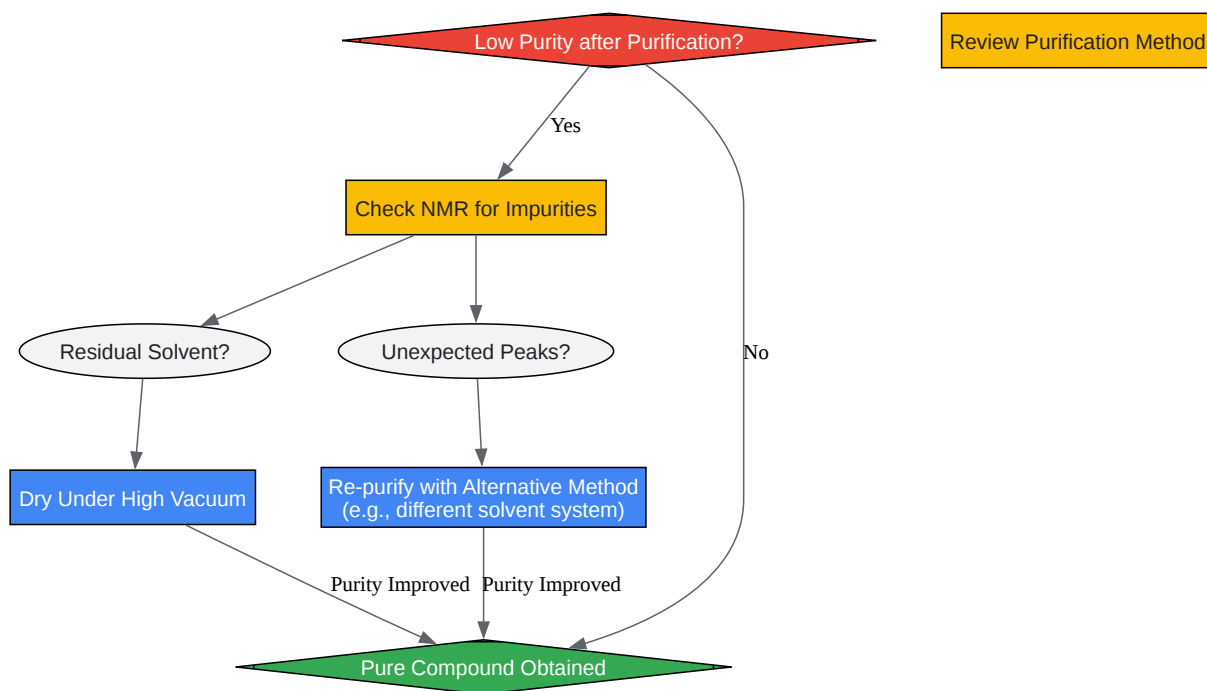 Low Purity after Purification?
Review Purification Method
Yes
Check NMR for Impurities
Residual Solvent?
Unexpected Peaks?
No
Dry Under High Vacuum
Re-purify with Alternative Method
(e.g., different solvent system)
Purity Improved
Purity Improved
Pure Compound Obtained